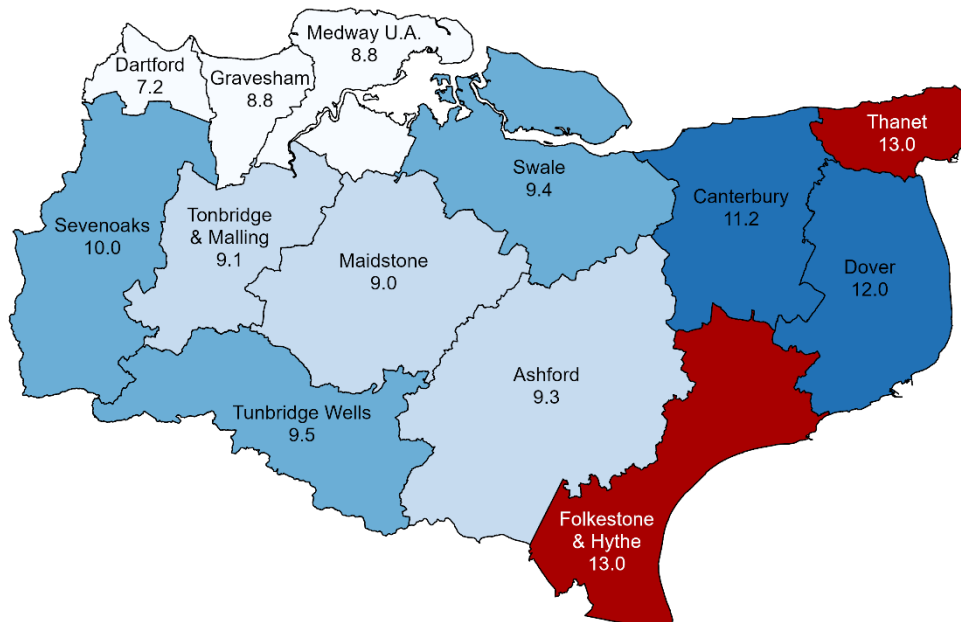 Medway U.A.
8.8
Dartford
7.2
Gravesham
8.8
Thanet
13.0
Swale
9.4
Canterbury
11.2
Sevenoaks
10.0
Tonbridge
& Malling
9.1
Maidstone
9.0
Dover
12.0
Ashford
9.3
Tunbridge Wells
9.5
Folkestone
& Hythe
13.0